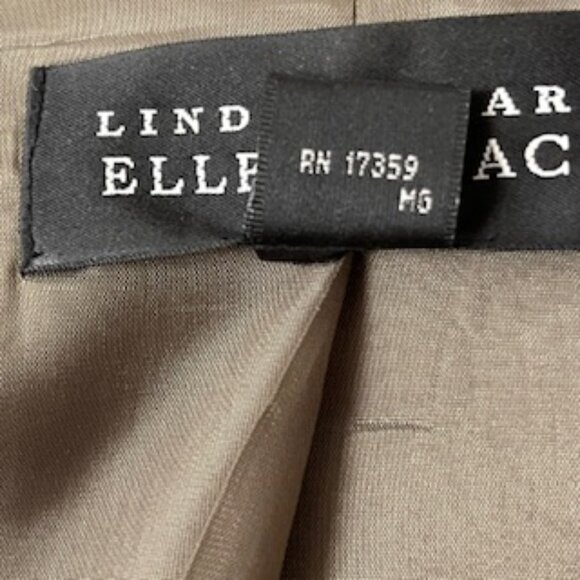 LIND AR
ELLE AC
RN 17359
MG